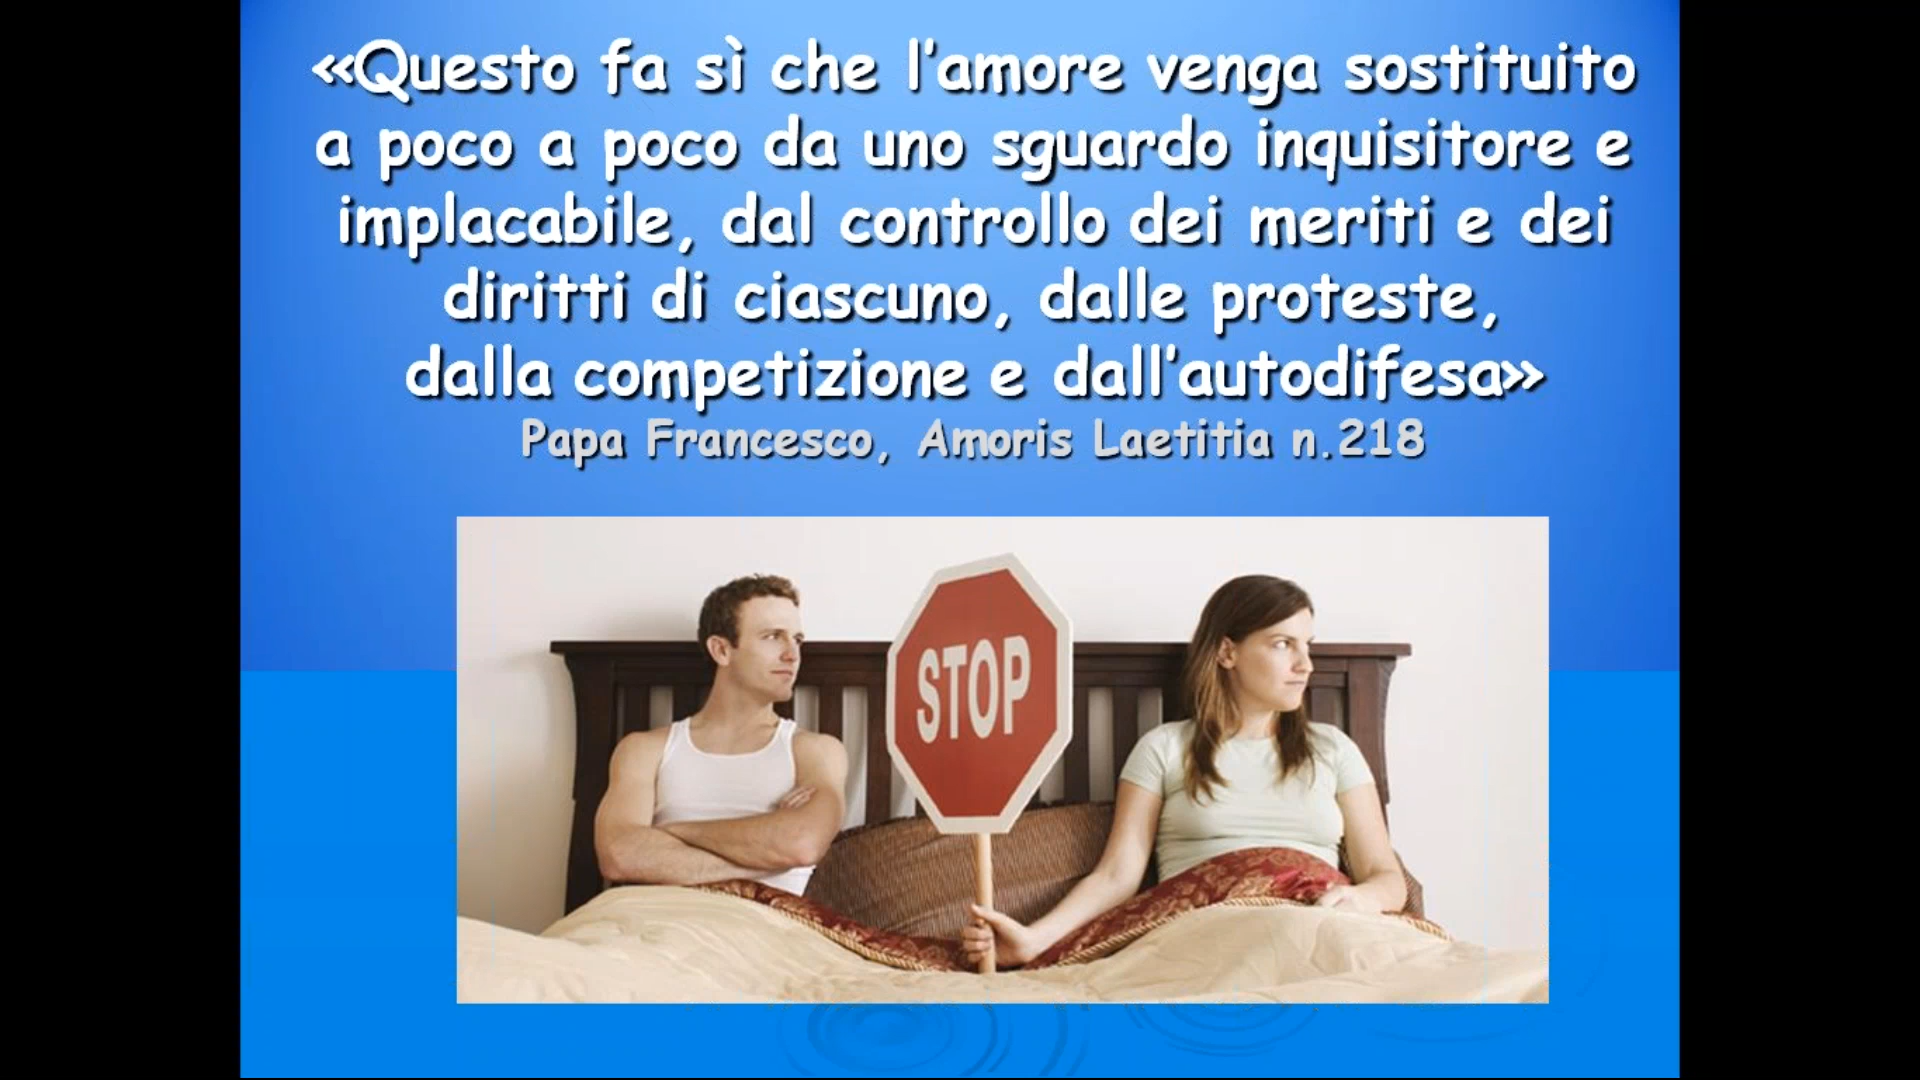 «Questo fa sì che l’amore venga sostituito
a poco a poco da uno sguardo inquisitore e
implacabile, dal controllo dei meriti e dei
diritti di ciascuno, dalle proteste,
dalla competizione e dall’autodifesa»
Papa Francesco, Amoris Laetitia n.218
STOP